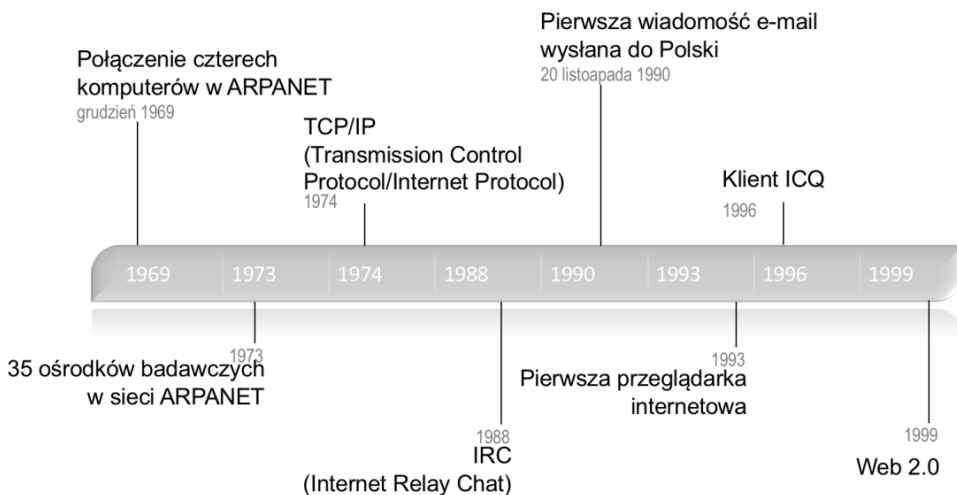 Pierwsza wiadomość e-mail
wysłana do Polski
20 listoapada 1990
Połączenie czterech
komputerów w ARPANET
grudzień 1969
TCP/IP
(Transmission Control
Protocol/Internet Protocol)
1974
Klient ICQ
1996
1969 1973 1974 1988 1990 1993 1996 1999
1973
35 ośrodków badawczych
w sieci ARPANET
1993
Pierwsza przeglądarka
internetowa
1988
IRC
(Internet Relay Chat)
1999
Web 2.0